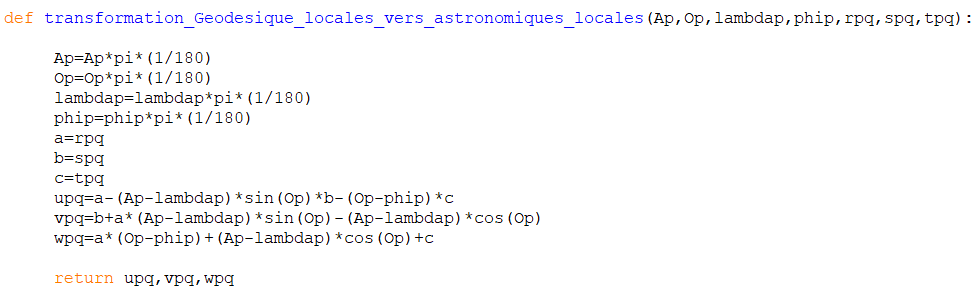 def transformation_Geodesique_locales_vers_astronomiques_locales(Ap,Op,lambdap,phip,rpq,spq,tpq):
Ap=Ap*pi*(1/180)
Op=Op*pi*(1/180)
lambdap=lambdap*pi*(1/180)
phip=phip*pi*(1/180)
a=rpq
b=spq
c=tpq
upq=a-(Ap-lambdap)*sin(Op)*b-(Op-phip)*c
vpq=b+a*(Ap-lambdap)*sin(Op)-(Ap-lambdap)*cos(Op)
wpq=a*(Op-phip)+(Ap-lambdap)*cos(Op)+c
return upq,vpq,wpq